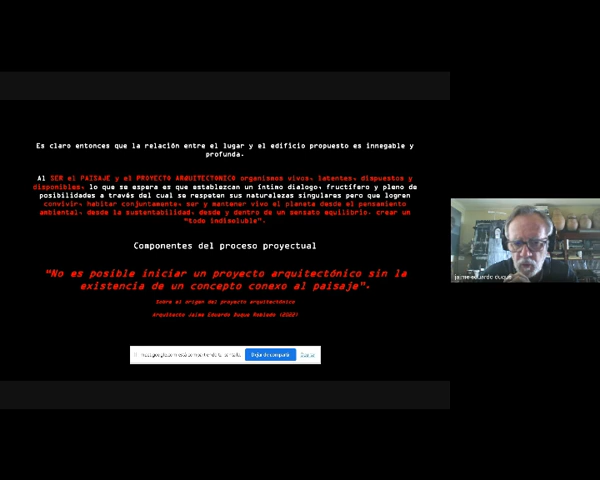 Es claro entonces que la relación entre el lugar y el edificio propuesto es innegable y
profunda.
Al SER el PAISAJE y el PROYECTO ARQUITECTONICO organismos vivos, latentes, dispuestos y
disponibles, lo que se espera es que establezcan un íntimo dialogo, fructífero y pleno de
posibilidades a través del cual se respeten sus naturalezas singulares pero que logren
convivir, habitar conjuntamente, ser y mantener vivo el planeta desde el pensamiento
ambiental, desde la sustentabilidad, desde y dentro de un sensato equilibrio, crear un
"todo indisoluble".
Componentes del proceso proyectual
"No es posible iniciar un proyecto arquitectónico sin la
existencia de un concepto conexo al paisaje".
Sobre el origen del proyecto arquitectónico
Arquitecto Jaime Eduardo Duque Robledo (2022)
Dejar de compartir
jaime eduardo duque